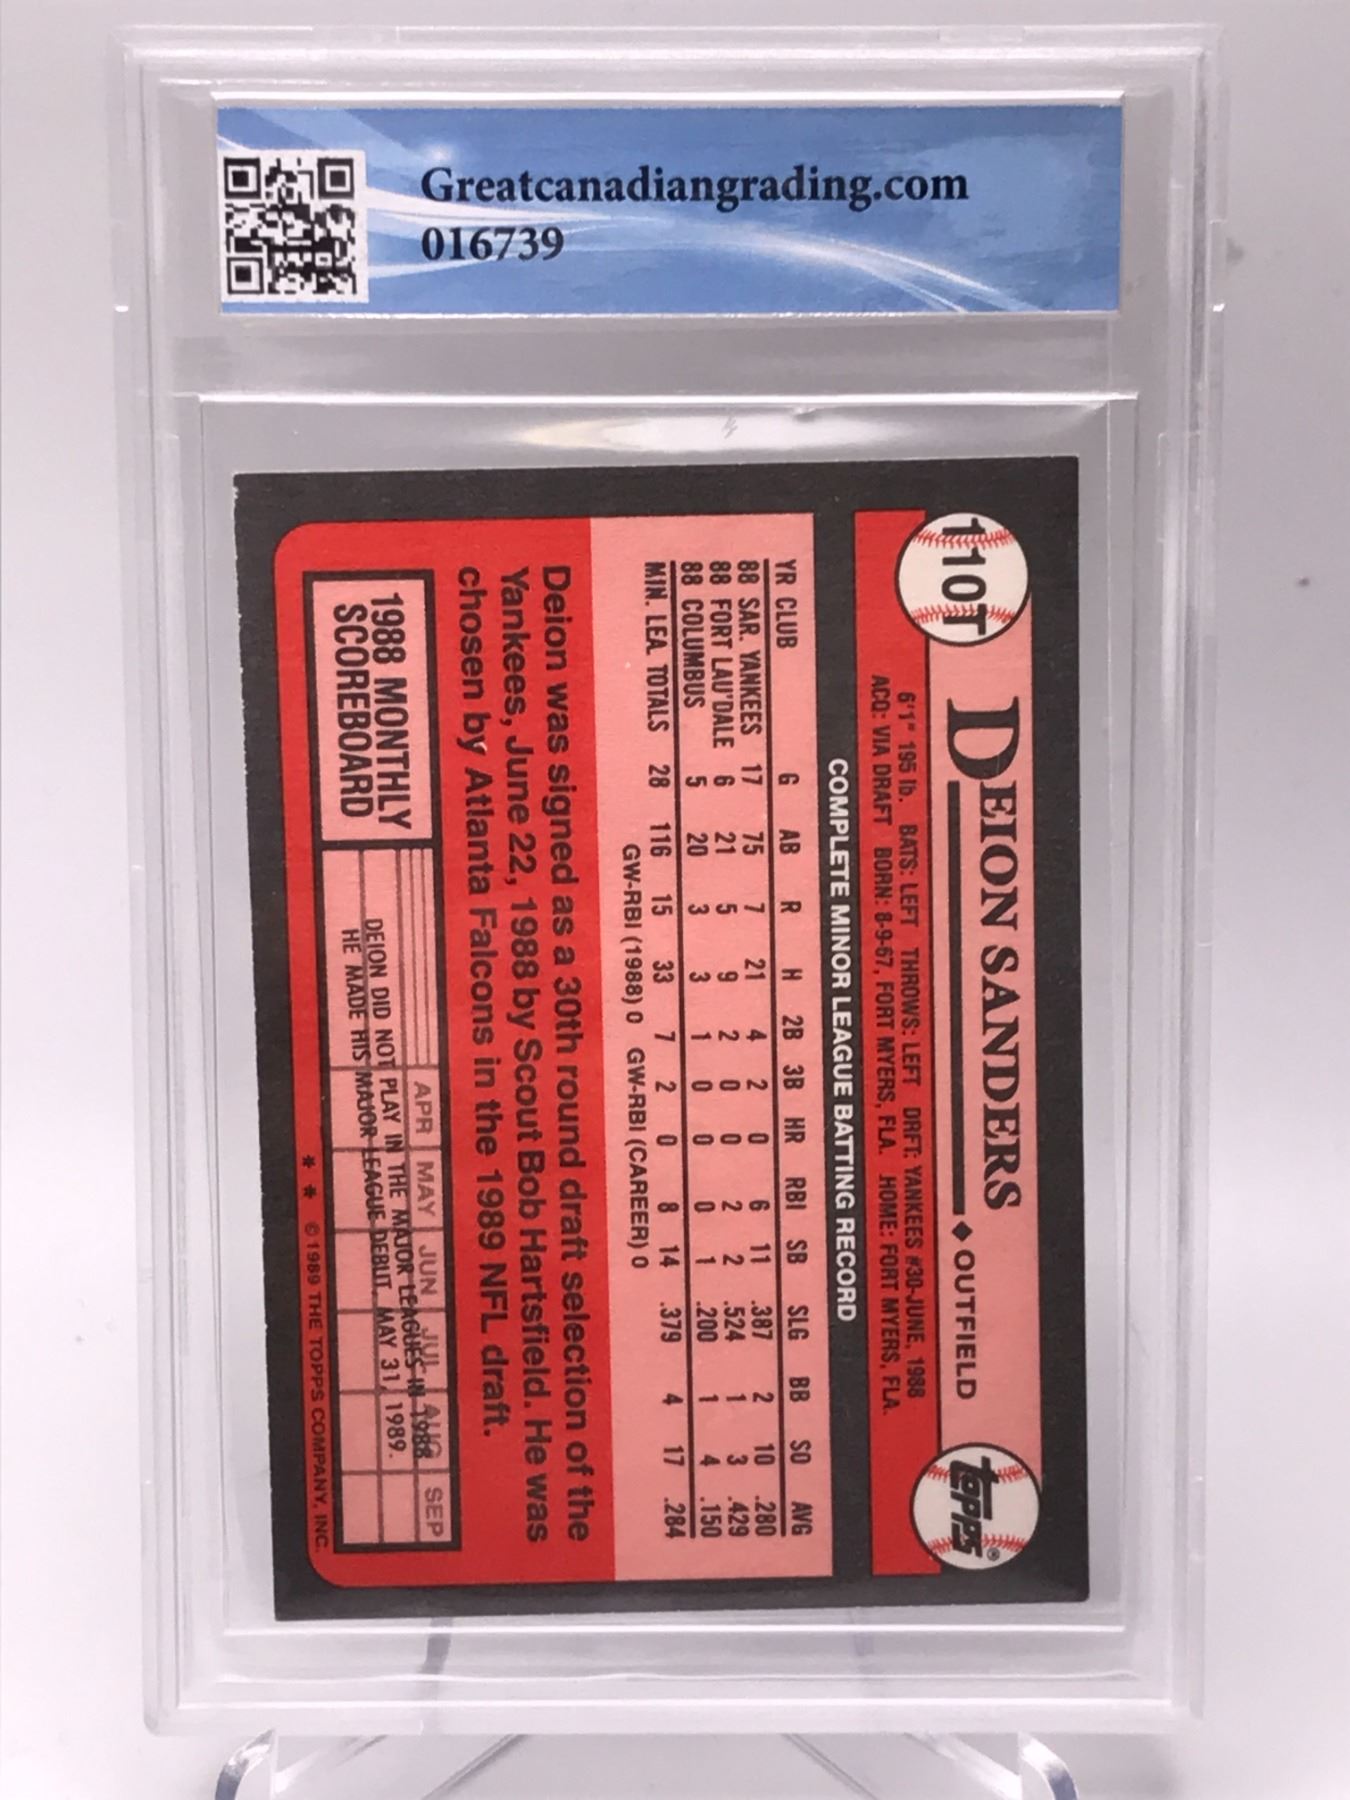 Greatcanadiangrading.com
016739
110T
DEION SANDERS ◆ OUTFIELD
topps®
6'1" 195 lb. BATS: LEFT THROWS: LEFT DRFT: YANKEES #30-JUNE, 1988
ACQ: VIA DRAFT BORN: 8-9-67, FORT MYERS, FLA. HOME: FORT MYERS, FLA.
COMPLETE MINOR LEAGUE BATTING RECORD
YR CLUB G AB R H 2B 3B HR RBI SB SLG BB SO AVG
88 SAR. YANKEES 17 75 7 21 4 2 0 6 11 .387 2 10 .280
88 FORT LAU'DALE 6 21 5 9 2 0 0 2 2 .524 1 3 .429
88 COLUMBUS 5 20 3 3 1 0 0 0 1 .200 1 4 .150
MIN. LEA. TOTALS 28 116 15 33 7 2 0 8 14 .379 4 17 .284
GW-RBI (1988) 0 GW-RBI (CAREER) 0
Deion was signed as a 30th round draft selection of the
Yankees, June 22, 1988 by Scout Bob Hartsfield. He was
chosen by Atlanta Falcons in the 1989 NFL draft.
1988 MONTHLY
SCOREBOARD
APR MAY JUN JUL AUG SEP
DEION DID NOT PLAY IN THE MAJOR LEAGUES IN 1988
HE MADE HIS MAJOR LEAGUE DEBUT, MAY 31, 1989.
* * © 1989 THE TOPPS COMPANY, INC.